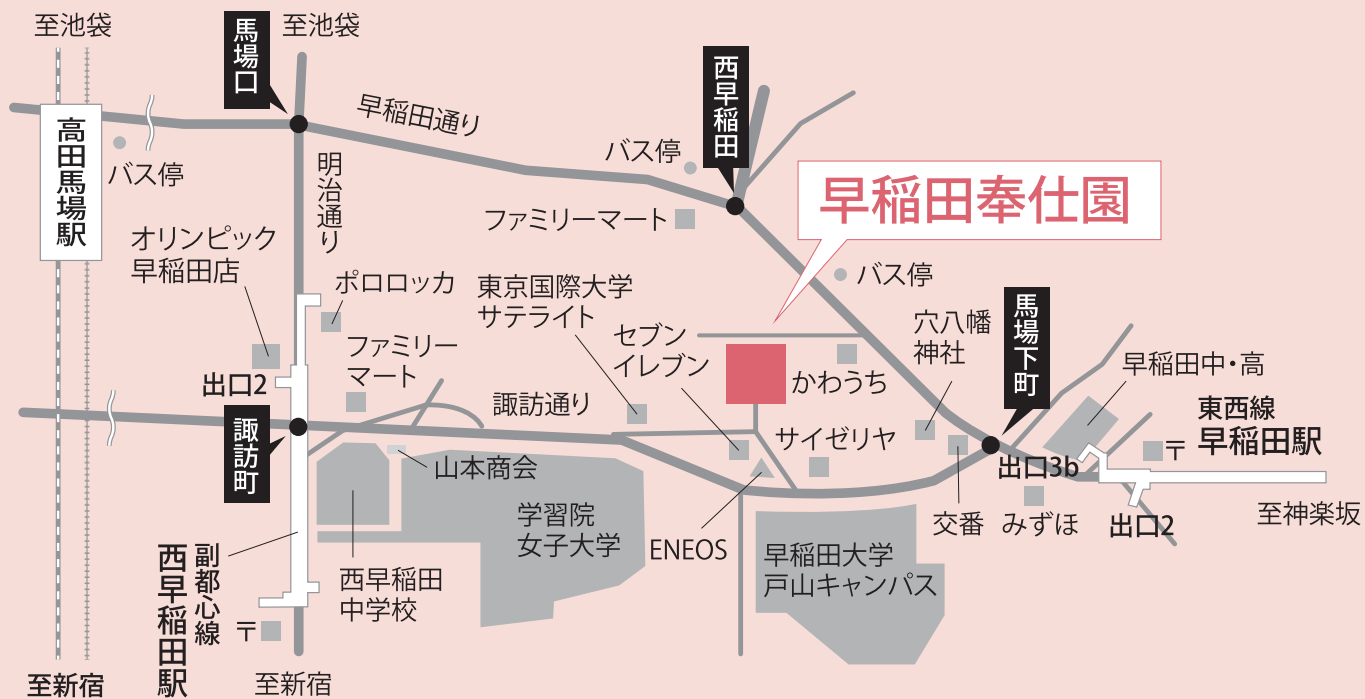 至池袋
至池袋
馬場口
西早稲田
早稲田通り
高田馬場駅
バス停
明治通り
バス停
早稲田奉仕園
ファミリーマート
オリンピック
早稲田店
ポロロッカ
東京国際大学
サテライト
バス停
馬場下町
セブン
イレブン
穴八幡
神社
ファミリー
マート
早稲田中・高
出口2
かわうち
諏訪通り
東西線
早稲田駅
諏訪町
サイゼリヤ
〒
山本商会
出口3b
学習院
女子大学
交番
みずほ
出口2
至神楽坂
ENEOS
早稲田大学
戸山キャンパス
副都心線
西早稲田駅
西早稲田
中学校
〒
至新宿
至新宿